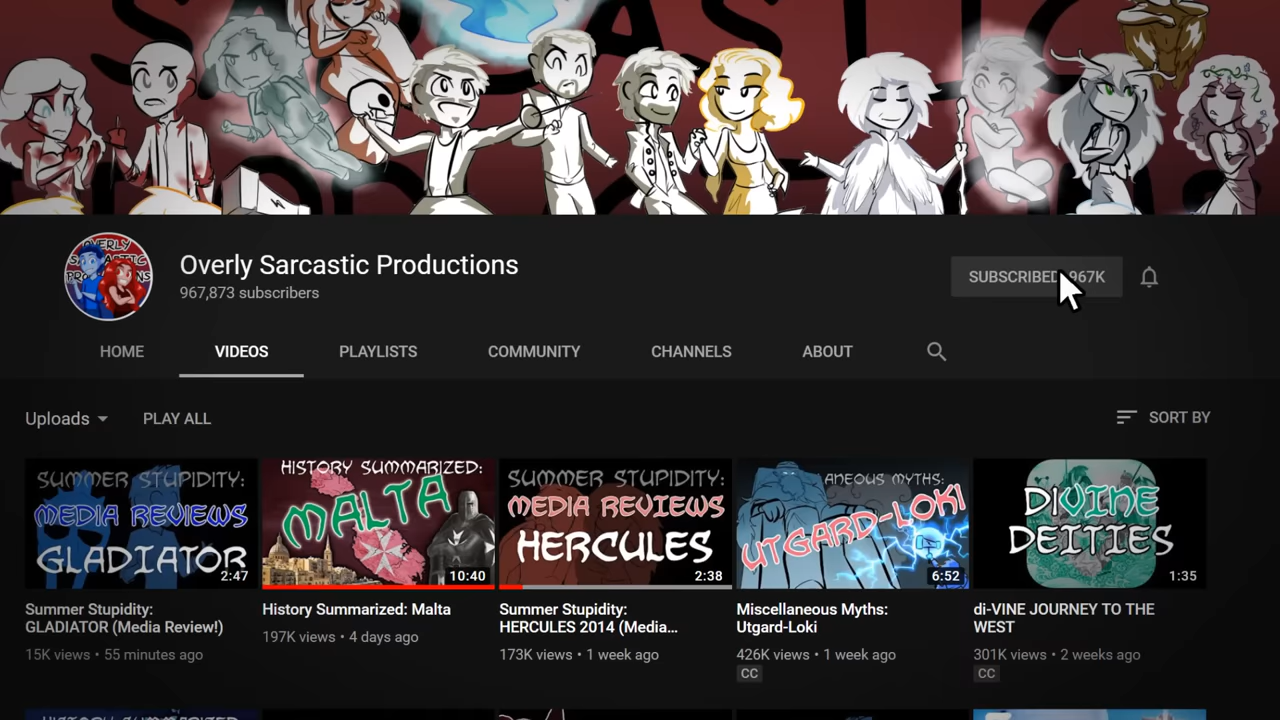 OVERLY
SARCASTIC
PRODUCTIONS
Overly Sarcastic Productions
967,873 subscribers
SUBSCRIBED 967K
HOME
VIDEOS
PLAYLISTS
COMMUNITY
CHANNELS
ABOUT
Uploads
PLAY ALL
SORT BY
SUMMER STUPIDITY:
MEDIA REVIEWS
GLADIATOR
2:47
HISTORY SUMMARIZED:
MALTA
10:40
SUMMER STUPIDITY:
MEDIA REVIEWS
HERCULES
2:38
ANEOUS MYTHS:
UTGARD-LOKI
6:52
DIVINE
DEITIES
1:35
Summer Stupidity:
GLADIATOR (Media Review!)
15K views • 55 minutes ago
History Summarized: Malta
197K views • 4 days ago
Summer Stupidity:
HERCULES 2014 (Media...
173K views • 1 week ago
Miscellaneous Myths:
Utgard-Loki
426K views • 1 week ago
CC
di-VINE JOURNEY TO THE
WEST
301K views • 2 weeks ago
CC
HISTORY SUMMARIZED